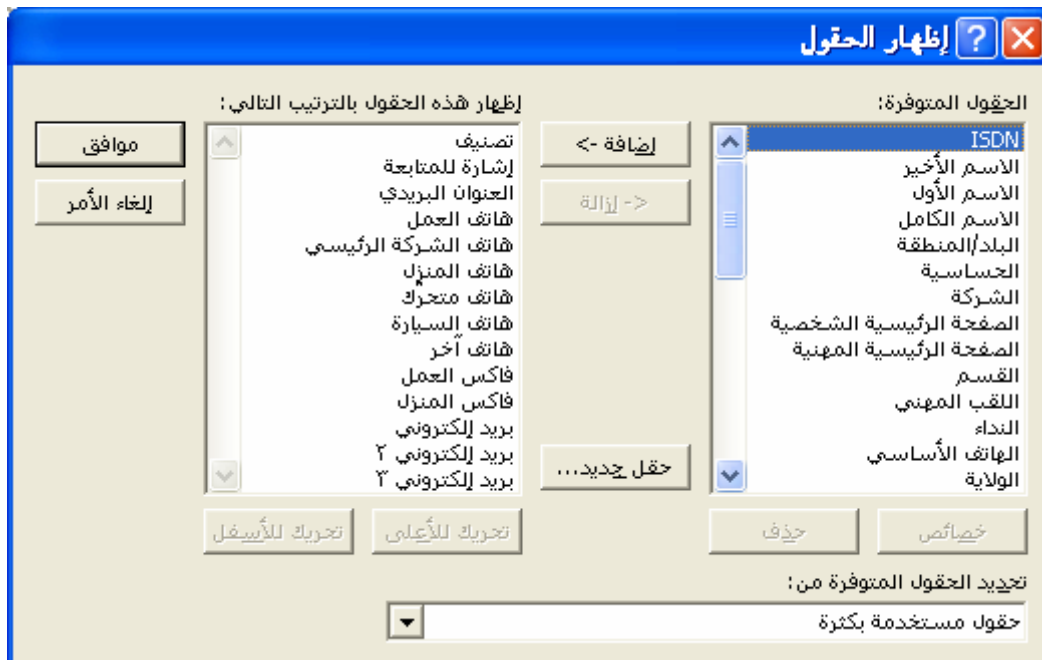 إظهار الحقول
الحقول المتوفرة:
ISDN
الاسم الأخير
الاسم الأول
الاسم الكامل
البلد/المنطقة
الحساسية
الشركة
الصفحة الرئيسية الشخصية
الصفحة الرئيسية المهنية
القسم
اللقب المهني
النداء
الهاتف الأساسي
الولاية
خصائص
حذف
إضافة ->
<- إزالة
حقل جديد...
إظهار هذه الحقول بالترتيب التالي:
تصنيف
إشارة للمتابعة
العنوان البريدي
هاتف العمل
هاتف الشركة الرئيسي
هاتف المنزل
هاتف متحرك
هاتف السيارة
هاتف آخر
فاكس العمل
فاكس المنزل
بريد إلكتروني
بريد إلكتروني ٢
بريد إلكتروني ٣
تحريك للأعلى
تحريك للأسفل
موافق
إلغاء الأمر
تحديد الحقول المتوفرة من:
حقول مستخدمة بكثرة